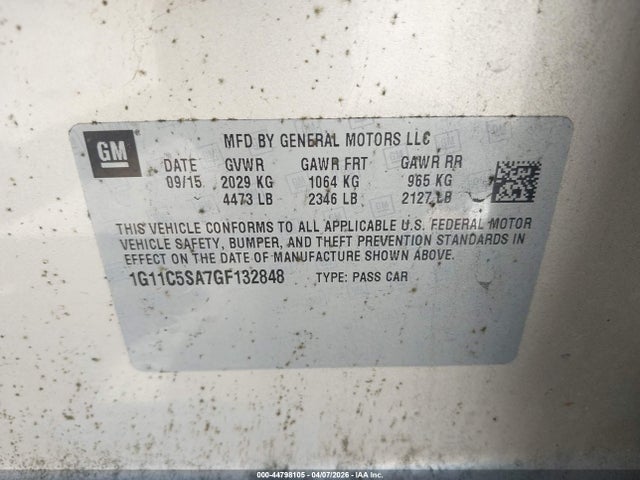 GM
MFD BY GENERAL MOTORS LLC
DATE GVWR GAWR FRT GAWR RR
09/15 2029 KG 1064 KG 965 KG
4473 LB 2346 LB 2127 LB
THIS VEHICLE CONFORMS TO ALL APPLICABLE U.S. FEDERAL MOTOR
VEHICLE SAFETY, BUMPER, AND THEFT PREVENTION STANDARDS IN
EFFECT ON THE DATE OF MANUFACTURE SHOWN ABOVE.
1G11C5SA7GF132848 TYPE: PASS CAR
000-44798105 - 04/07/2026 - IAAI.com